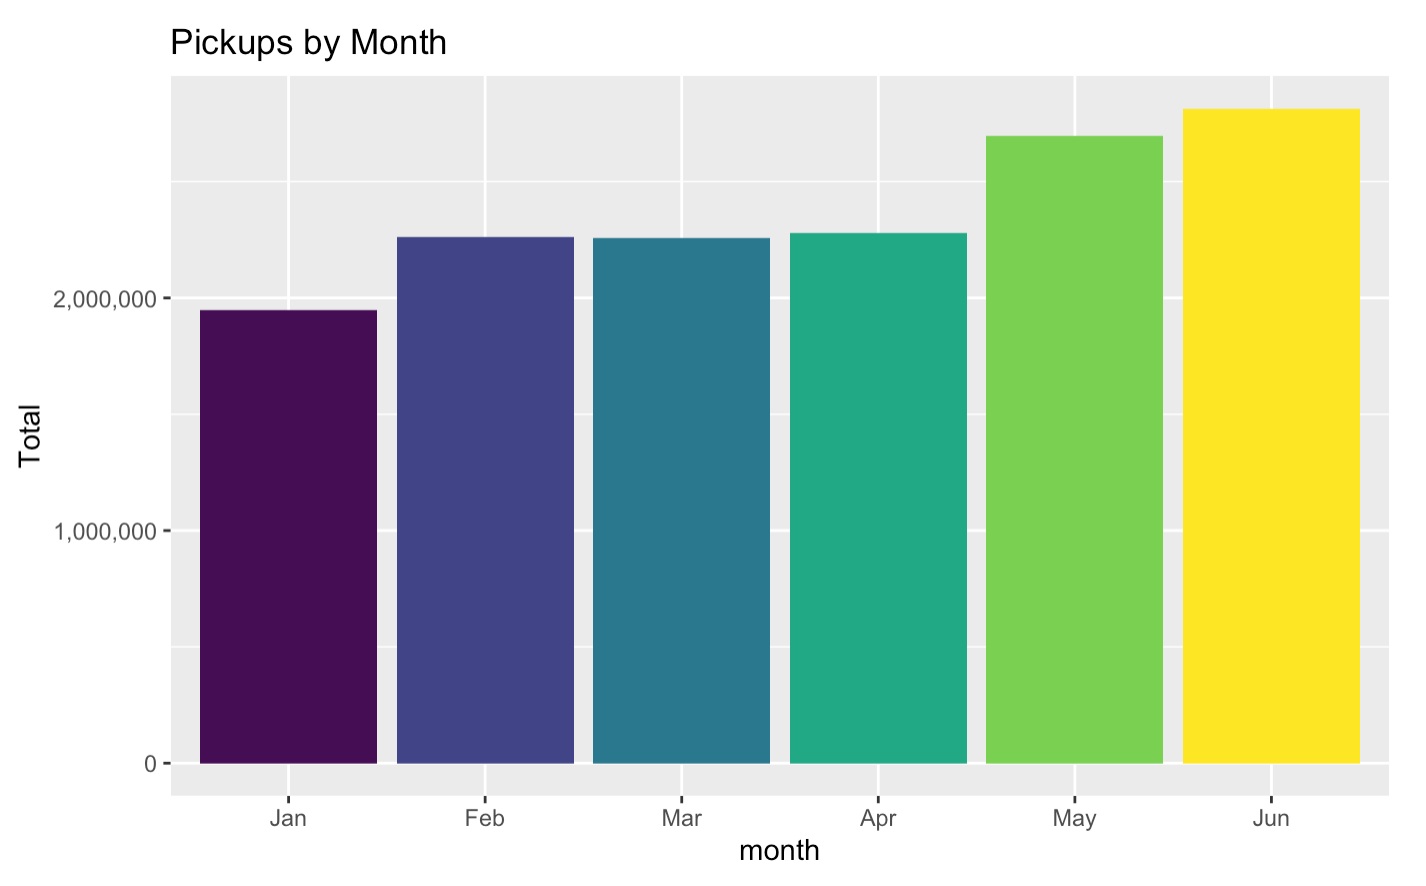 Pickups by Month
Total
2,000,000
1,000,000
0
Jan Feb Mar Apr May Jun
month